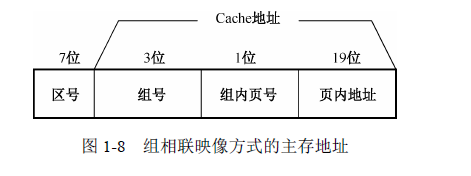 Cache地址
7位 3位 1位 19位
区号 组号 组内页号 页内地址
图 1-8 组相联映像方式的主存地址